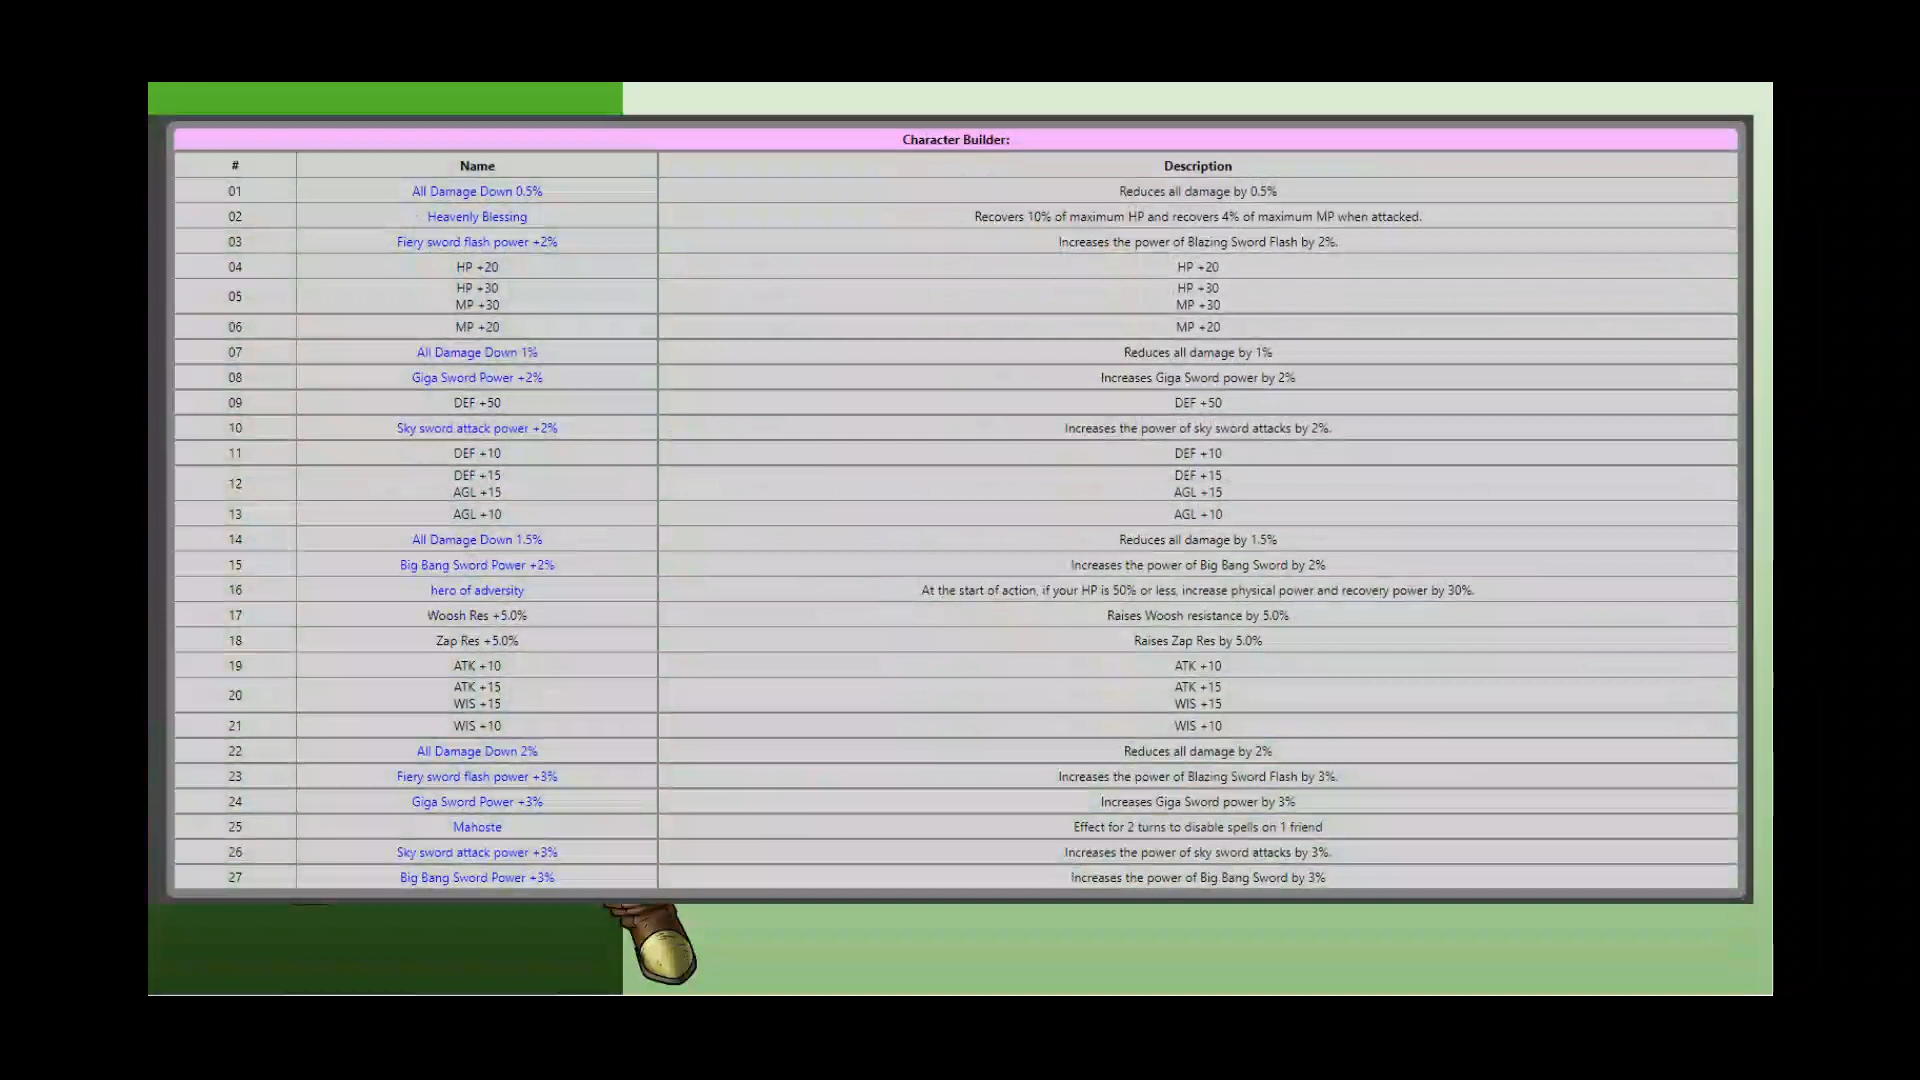 Character Builder:
# Name Description
01 All Damage Down 0.5% Reduces all damage by 0.5%
02 Heavenly Blessing Recovers 10% of maximum HP and recovers 4% of maximum MP when attacked.
03 Fiery sword flash power +2% Increases the power of Blazing Sword Flash by 2%.
04 HP +20 HP +20
05 HP +30 HP +30
MP +30 MP +30
06 MP +20 MP +20
07 All Damage Down 1% Reduces all damage by 1%
08 Giga Sword Power +2% Increases Giga Sword power by 2%
09 DEF +50 DEF +50
10 Sky sword attack power +2% Increases the power of sky sword attacks by 2%.
11 DEF +10 DEF +10
12 DEF +15 DEF +15
AGL +15 AGL +15
13 AGL +10 AGL +10
14 All Damage Down 1.5% Reduces all damage by 1.5%
15 Big Bang Sword Power +2% Increases the power of Big Bang Sword by 2%
16 hero of adversity At the start of action, if your HP is 50% or less, increase physical power and recovery power by 30%.
17 Woosh Res +5.0% Raises Woosh resistance by 5.0%
18 Zap Res +5.0% Raises Zap Res by 5.0%
19 ATK +10 ATK +10
20 ATK +15 ATK +15
WIS +15 WIS +15
21 WIS +10 WIS +10
22 All Damage Down 2% Reduces all damage by 2%
23 Fiery sword flash power +3% Increases the power of Blazing Sword Flash by 3%.
24 Giga Sword Power +3% Increases Giga Sword power by 3%
25 Mahoste Effect for 2 turns to disable spells on 1 friend
26 Sky sword attack power +3% Increases the power of sky sword attacks by 3%.
27 Big Bang Sword Power +3% Increases the power of Big Bang Sword by 3%